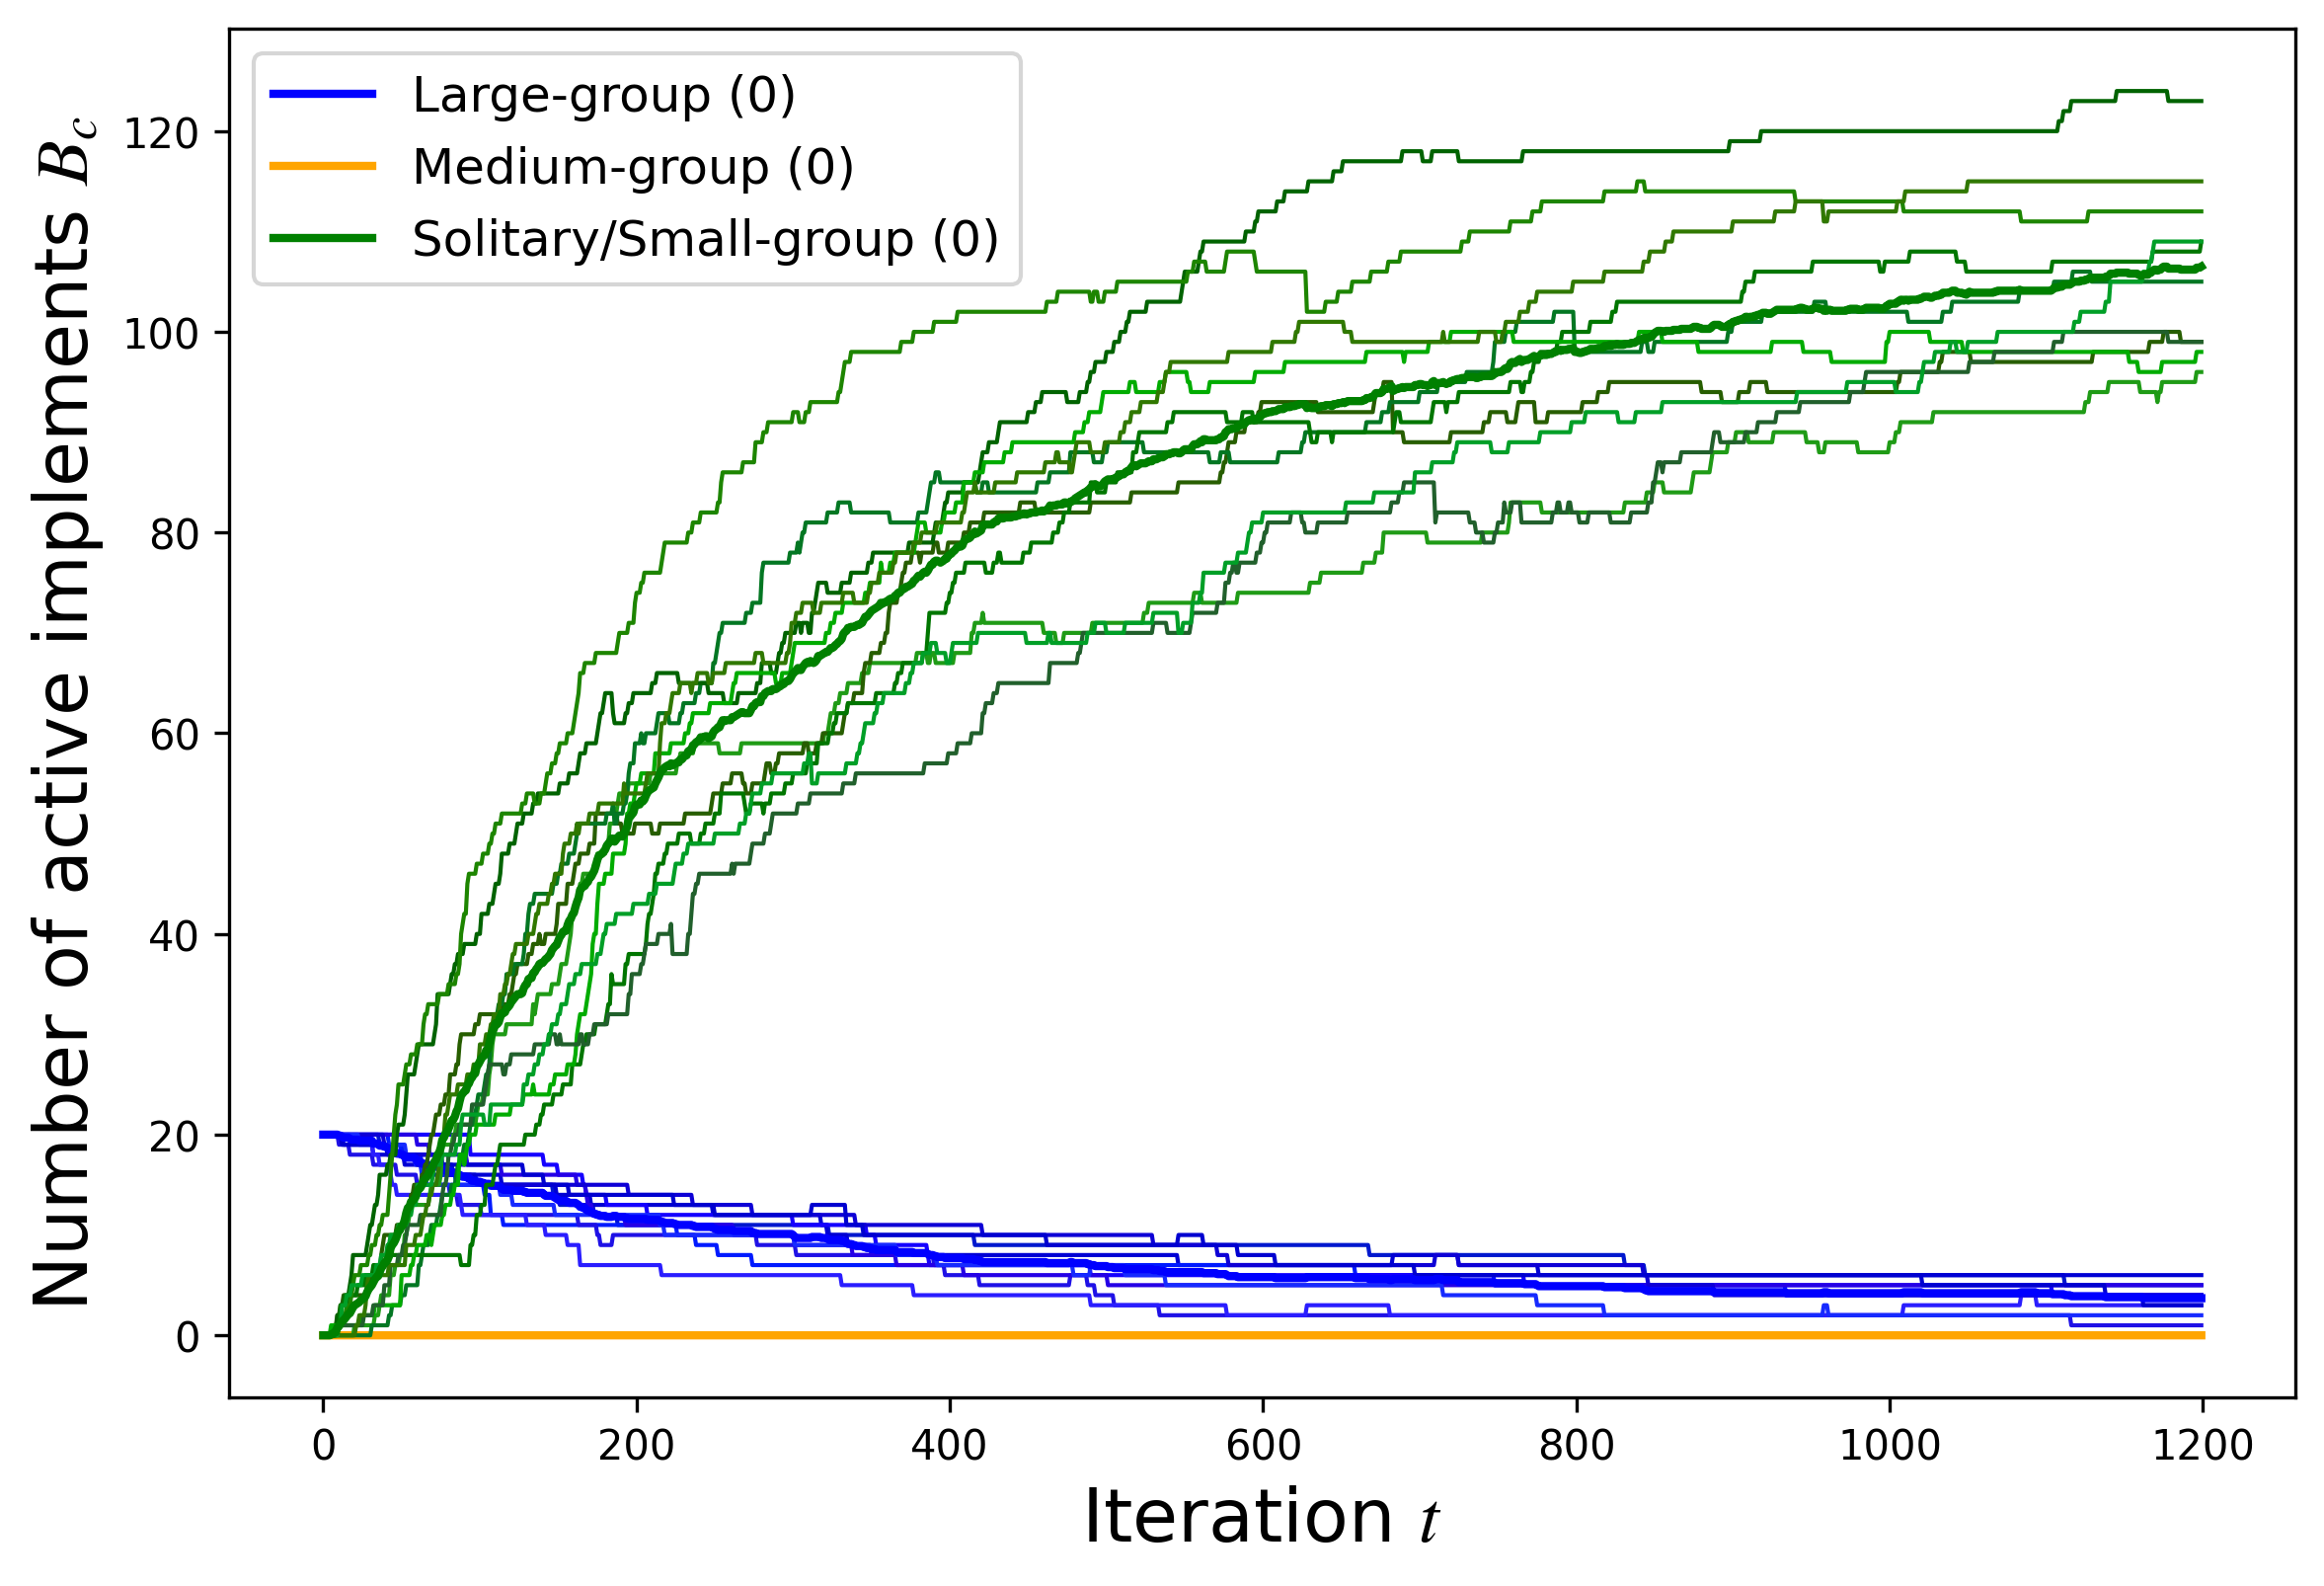 Number of active implements B_c
120
100
80
60
40
20
0
Large-group (0)
Medium-group (0)
Solitary/Small-group (0)
0 200 400 600 800 1000 1200
Iteration t